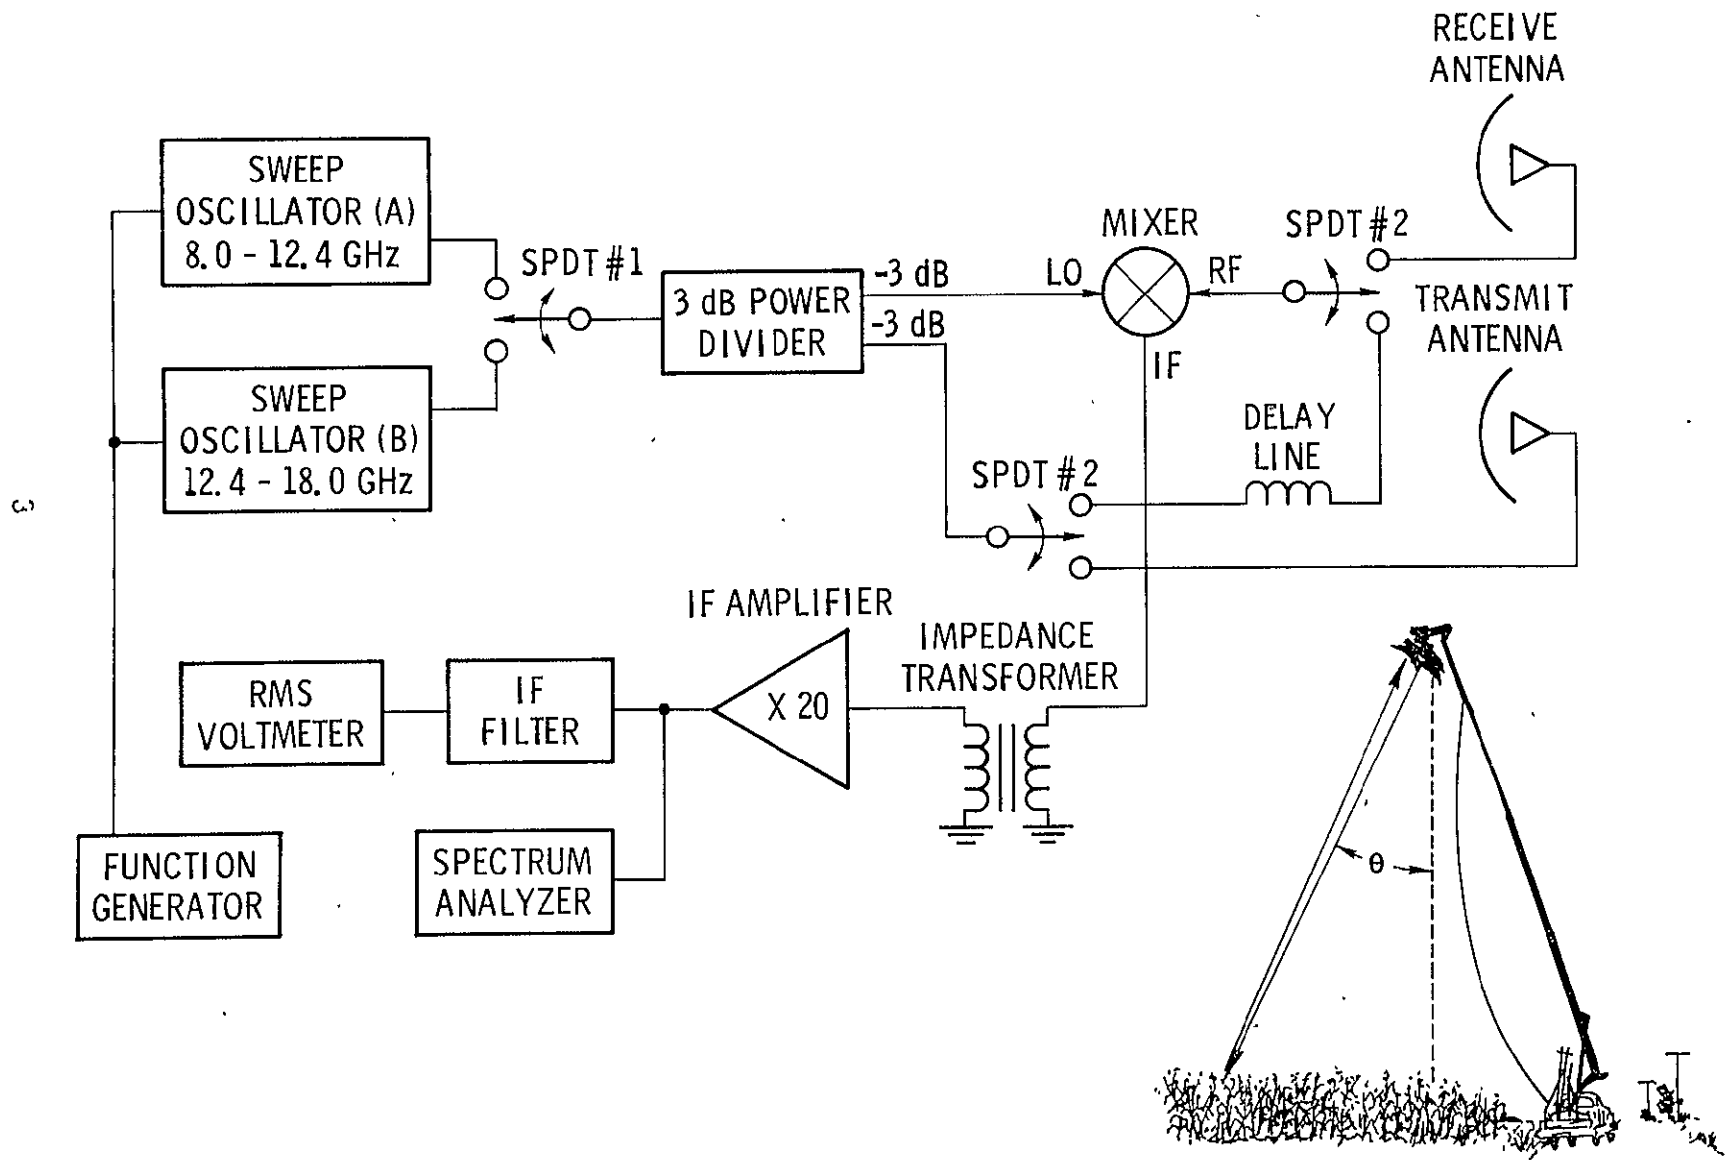 RECEIVE
ANTENNA
SWEEP
OSCILLATOR (A)
8.0 - 12.4 GHz
SPDT #1
3 dB POWER
DIVIDER
-3 dB
-3 dB
LO
MIXER
RF
IF
SPDT #2
TRANSMIT
ANTENNA
SWEEP
OSCILLATOR (B)
12.4 - 18.0 GHz
DELAY
LINE
SPDT #2
3
IF AMPLIFIER
X 20
IMPEDANCE
TRANSFORMER
RMS
VOLTMETER
IF
FILTER
FUNCTION
GENERATOR
SPECTRUM
ANALYZER
θ